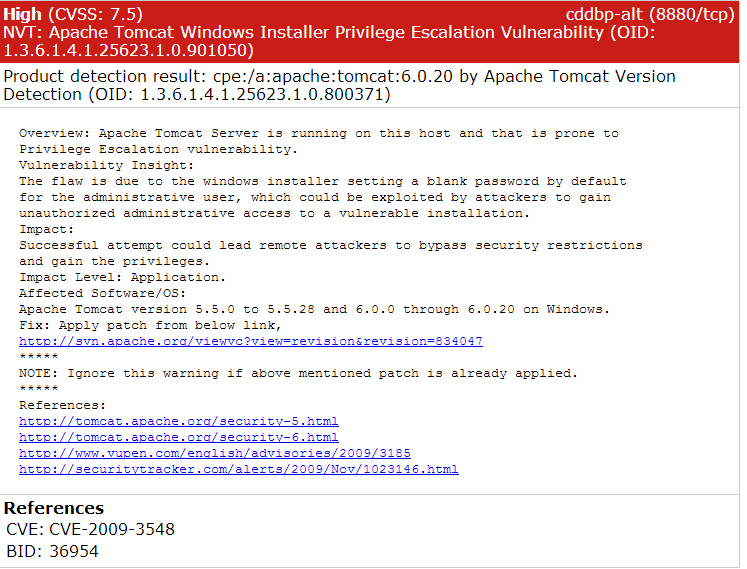 High (CVSS: 7.5) cddbp-alt (8880/tcp)
NVT: Apache Tomcat Windows Installer Privilege Escalation Vulnerability (OID:
1.3.6.1.4.1.25623.1.0.901050)
Product detection result: cpe:/a:apache:tomcat:6.0.20 by Apache Tomcat Version
Detection (OID: 1.3.6.1.4.1.25623.1.0.800371)
Overview: Apache Tomcat Server is running on this host and that is prone to
Privilege Escalation vulnerability.
Vulnerability Insight:
The flaw is due to the windows installer setting a blank password by default
for the administrative user, which could be exploited by attackers to gain
unauthorized administrative access to a vulnerable installation.
Impact:
Successful attempt could lead remote attackers to bypass security restrictions
and gain the privileges.
Impact Level: Application.
Affected Software/OS:
Apache Tomcat version 5.5.0 to 5.5.28 and 6.0.0 through 6.0.20 on Windows.
Fix: Apply patch from below link,
http://svn.apache.org/viewvc?view=revision&revision=834047
*****
NOTE: Ignore this warning if above mentioned patch is already applied.
*****
References:
http://tomcat.apache.org/security-5.html
http://tomcat.apache.org/security-6.html
http://www.vupen.com/english/advisories/2009/3185
http://securitytracker.com/alerts/2009/Nov/1023146.html
References
CVE: CVE-2009-3548
BID: 36954